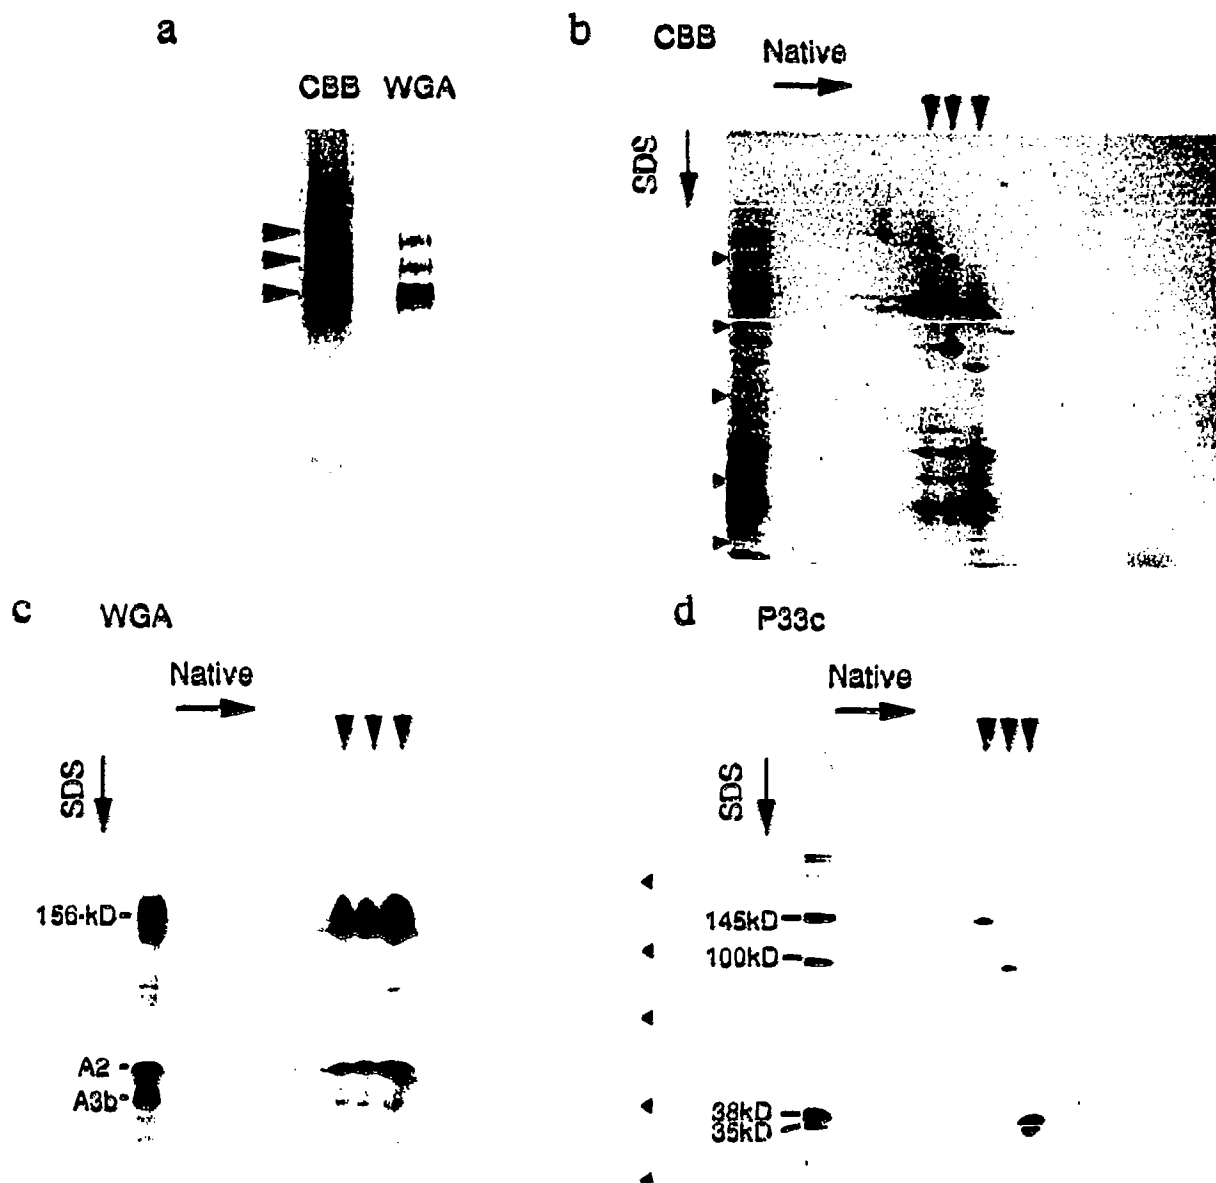 a
CBB WGA
b CBB
Native
SDS
c WGA
Native
SDS
156-kD-
A2 -
A3b-
d P33c
Native
SDS
145kD-
100kD-
38kD-
35kD-